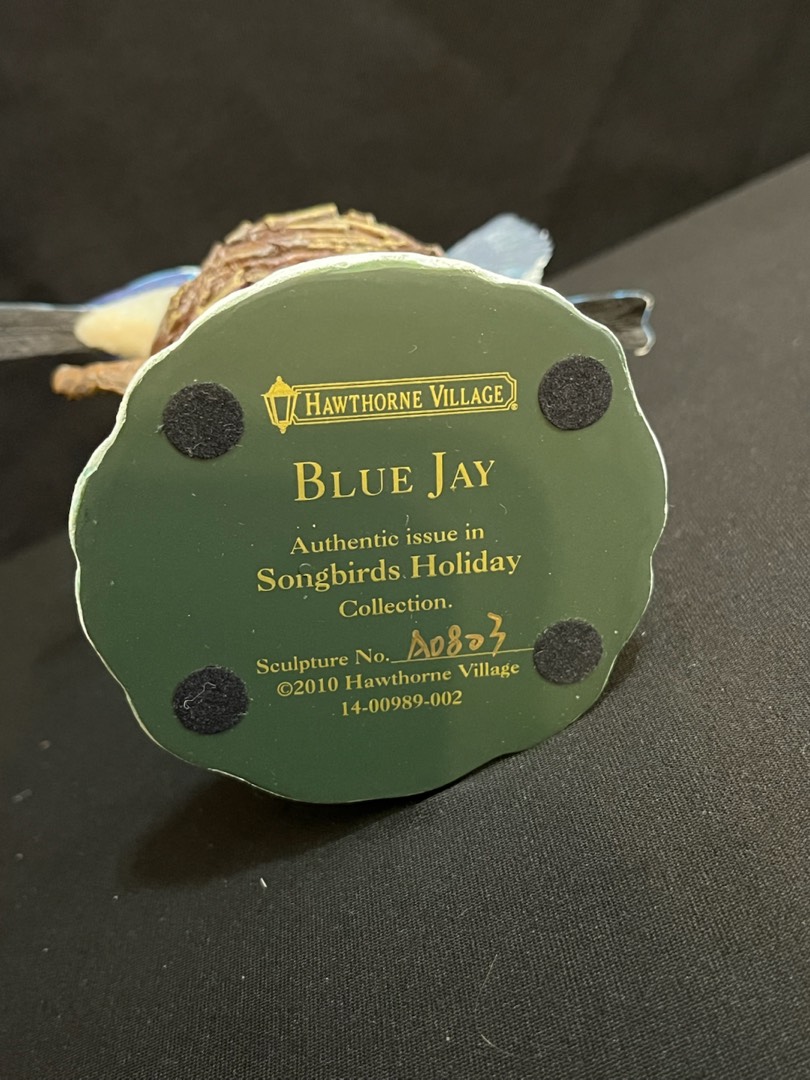 HAWTHORNE VILLAGE
BLUE JAY
Authentic issue in
Songbirds Holiday
Collection.
Sculpture No. A0803
©2010 Hawthorne Village
14-00989-002